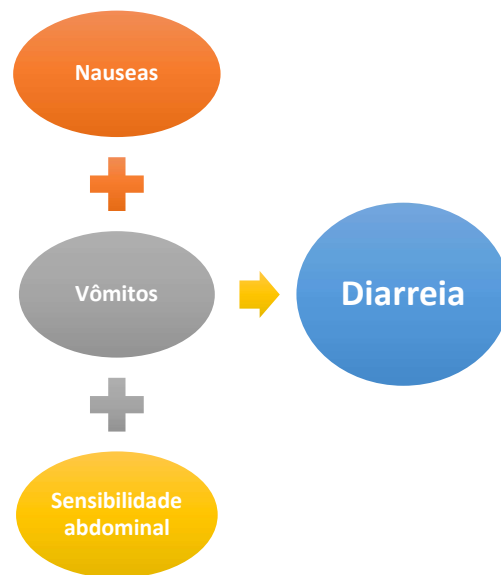 Nauseas
Vômitos
Diarreia
Sensibilidade
abdominal